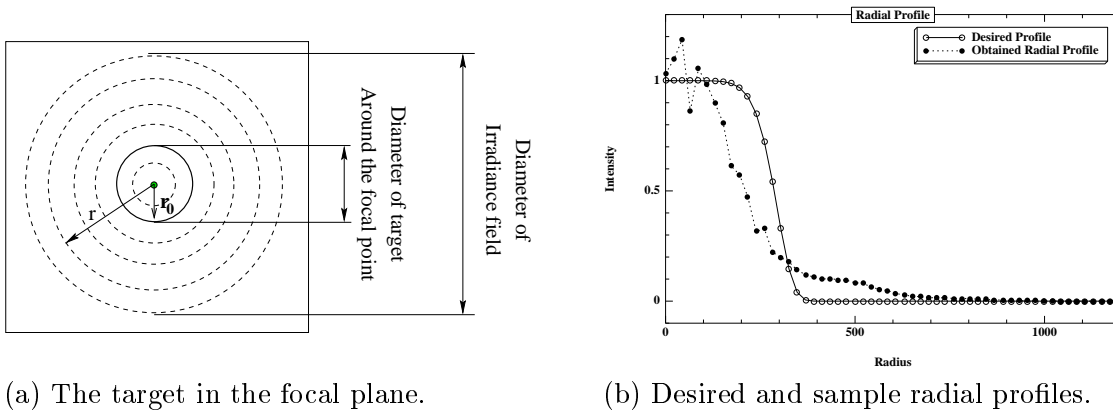 r
r0
Diameter of target
Around the focal point
Diameter of
Irradiance field
(a) The target in the focal plane.
Radial Profile
Desired Profile
Obtained Radial Profile
Intensity
1
0.5
0
0
500
1000
Radius
(b) Desired and sample radial profiles.